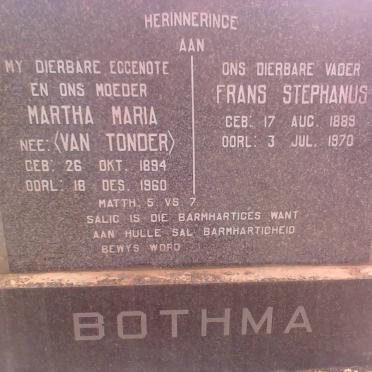 HERINNERINGE
AAN
MY DIERBARE EGGENOTE
EN ONS MOEDER
MARTHA MARIA
NEE: (VAN TONDER)
GEB: 26 OKT. 1894
OORL: 18 DES. 1960
ONS DIERBARE VADER
FRANS STEPHANUS
GEB: 17 AUG. 1889
OORL: 3 JUL. 1970
MATTH. 5 VS 7.
SALIG IS DIE BARMHARTIGES WANT
AAN HULLE SAL BARMHARTIGHEID
BEWYS WORD
BOTHMA